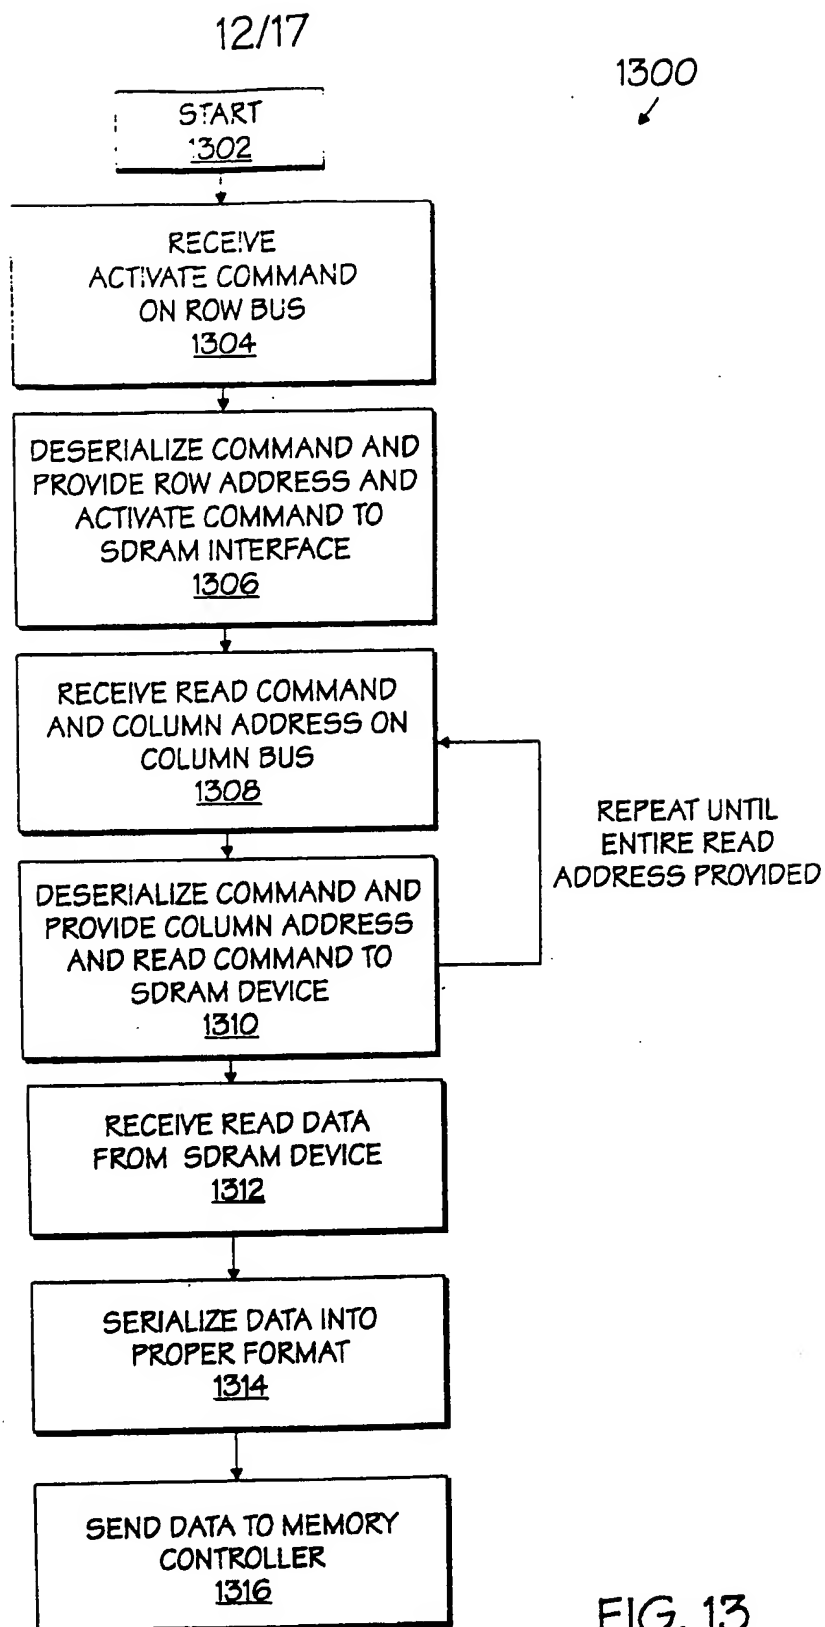 12/17
1300
START
1302
RECEIVE
ACTIVATE COMMAND
ON ROW BUS
1304
DESERIALIZE COMMAND AND
PROVIDE ROW ADDRESS AND
ACTIVATE COMMAND TO
SDRAM INTERFACE
1306
RECEIVE READ COMMAND
AND COLUMN ADDRESS ON
COLUMN BUS
1308
REPEAT UNTIL
ENTIRE READ
ADDRESS PROVIDED
DESERIALIZE COMMAND AND
PROVIDE COLUMN ADDRESS
AND READ COMMAND TO
SDRAM DEVICE
1310
RECEIVE READ DATA
FROM SDRAM DEVICE
1312
SERIALIZE DATA INTO
PROPER FORMAT
1314
SEND DATA TO MEMORY
CONTROLLER
1316
FIG. 13